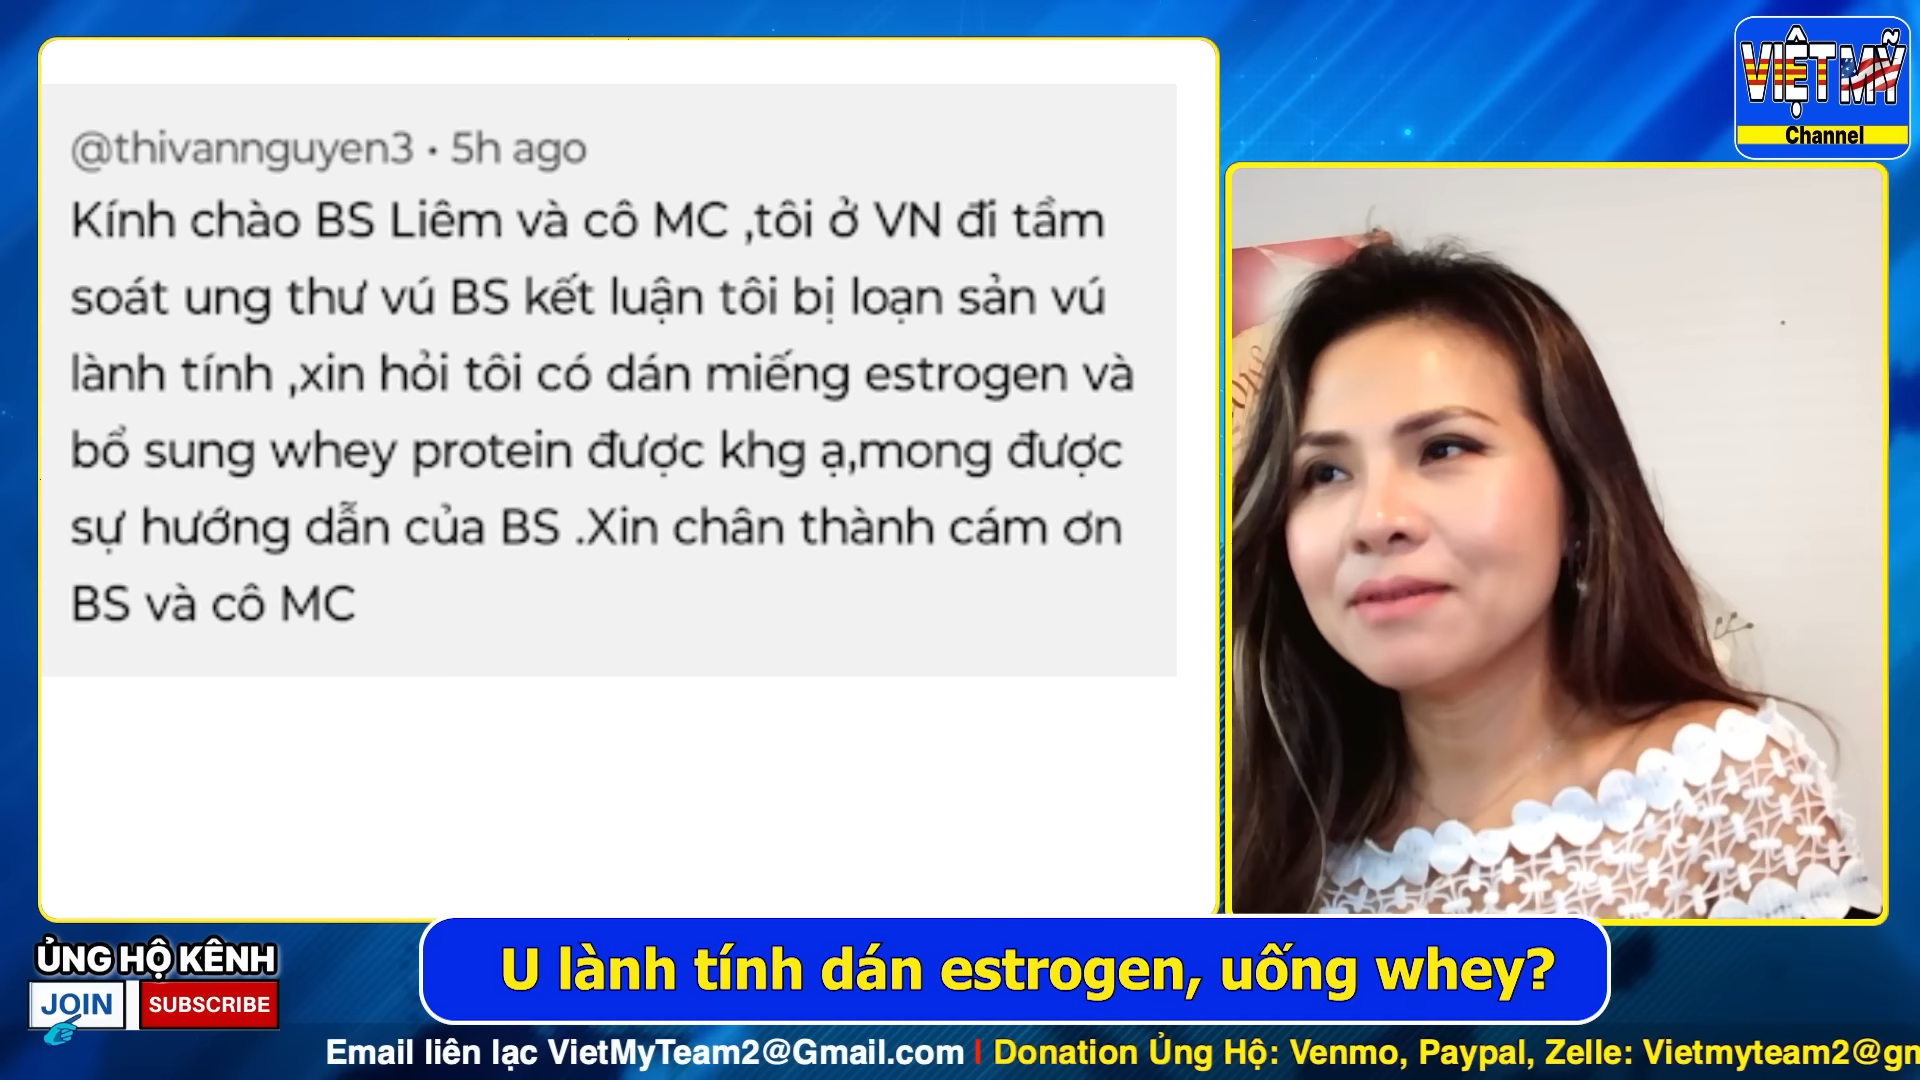 @thivannguyen3 • 5h ago
Kính chào BS Liêm và cô MC ,tôi ở VN đi tầm
soát ung thư vú BS kết luận tôi bị loạn sản vú
lành tính ,xin hỏi tôi có dán miếng estrogen và
bổ sung whey protein được khg ạ,mong được
sự hướng dẫn của BS .Xin chân thành cám ơn
BS và cô MC
VIỆT MỸ
Channel
U lành tính dán estrogen, uống whey?
ỦNG HỘ KÊNH
JOIN
SUBSCRIBE
Email liên lạc VietMyTeam2@Gmail.com | Donation Ủng Hộ: Venmo, Paypal, Zelle: Vietmyteam2@gm